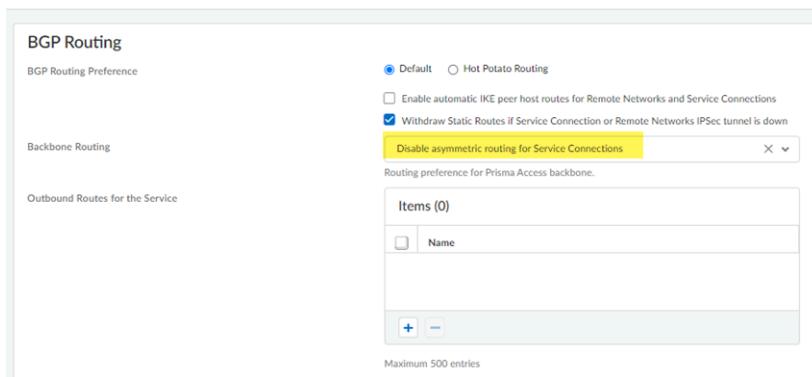 BGP Routing
BGP Routing Preference
Default
Hot Potato Routing
Enable automatic IKE peer host routes for Remote Networks and Service Connections
Withdraw Static Routes if Service Connection or Remote Networks IPSec tunnel is down
Backbone Routing
Disable asymmetric routing for Service Connections
Routing preference for Prisma Access backbone.
Outbound Routes for the Service
Items (0)
Name
Maximum 500 entries